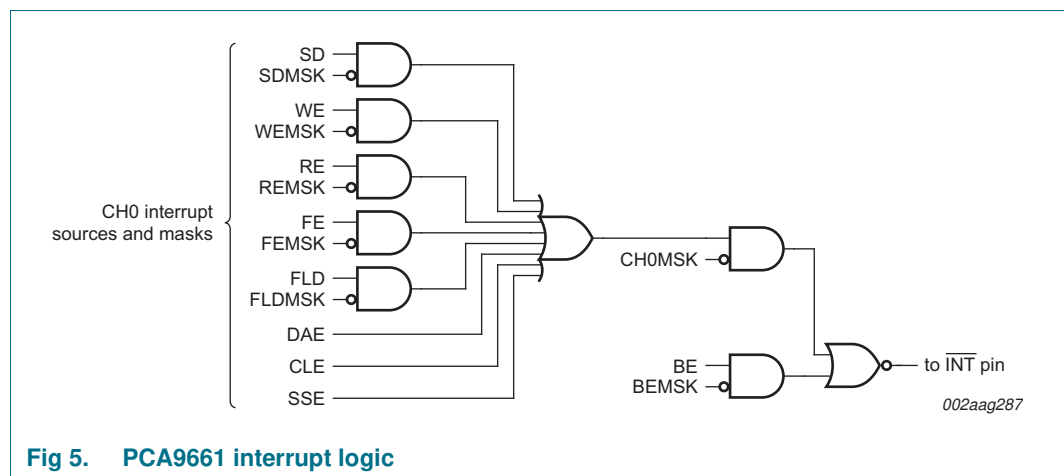 SD
SDMSK
WE
WEMSK
RE
REMSK
CH0 interrupt
sources and masks
FE
FEMSK
FLD
FLDMSK
DAE
CLE
SSE
CH0MSK
BE
BEMSK
to INT pin
002aag287
Fig 5. PCA9661 interrupt logic